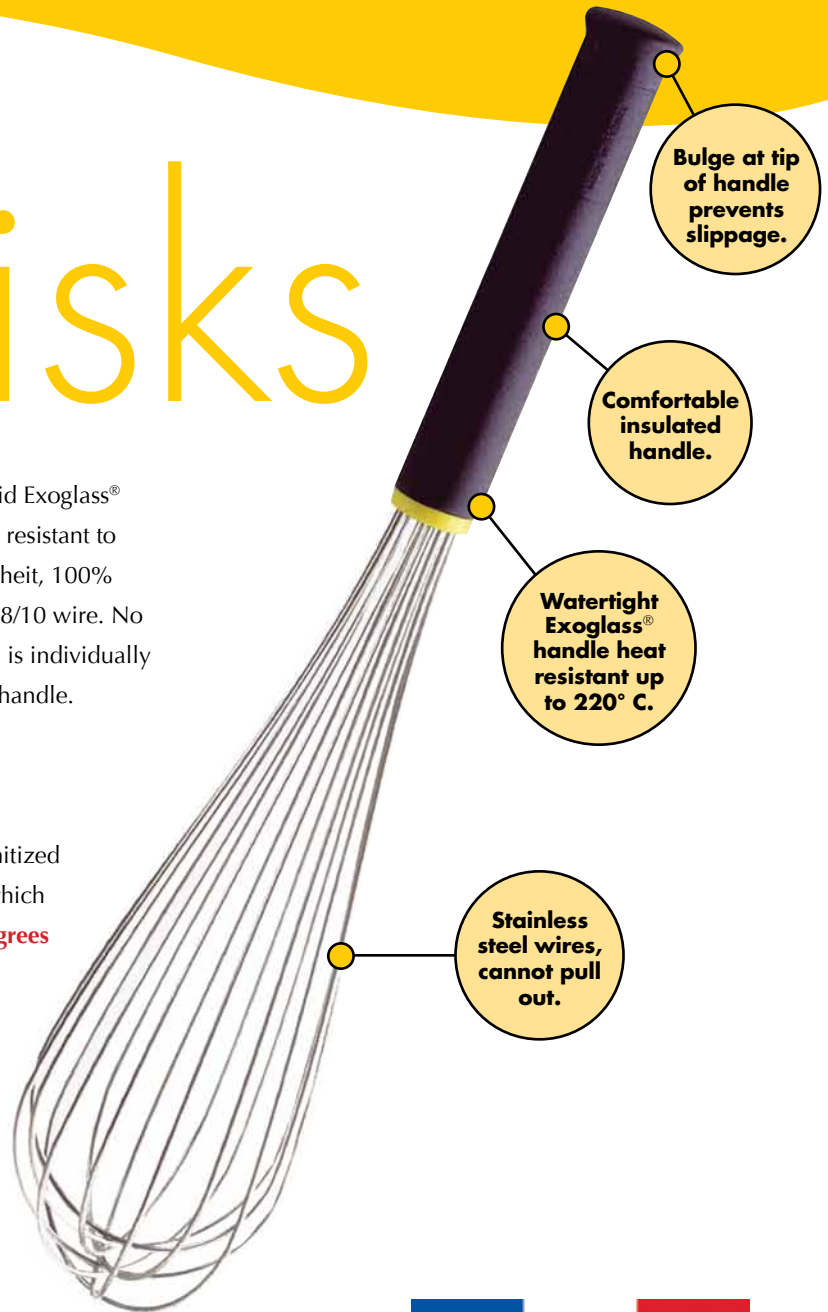 isks
id Exoglass®
resistant to
heit, 100%
8/10 wire. No
is individually
handle.
itized
hich
grees
Bulge at tip
of handle
prevents
slippage.
Comfortable
insulated
handle.
Watertight
Exoglass®
handle heat
resistant up
to 220° C.
Stainless
steel wires,
cannot pull
out.